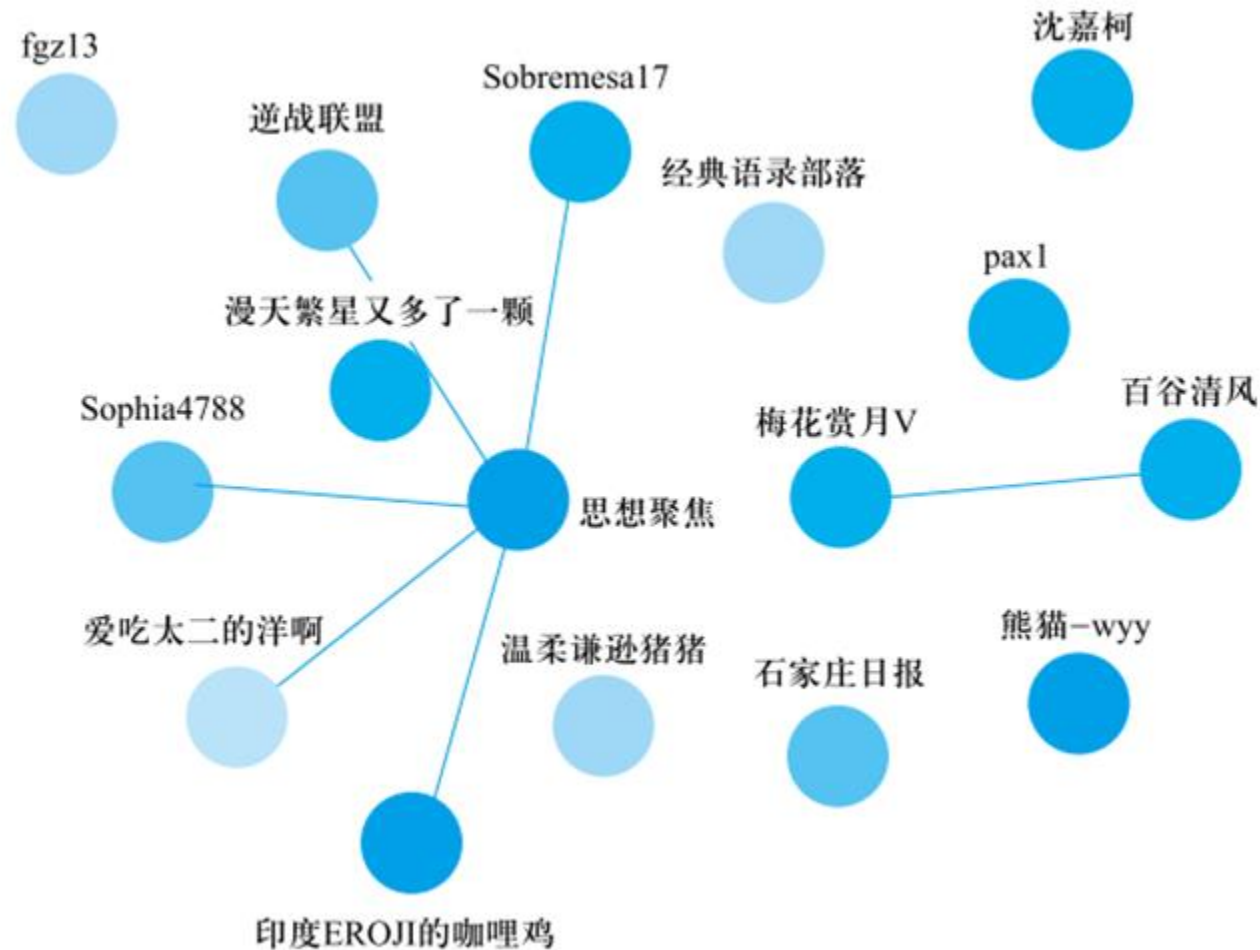 沈嘉柯
fgz13
Sobremesa17
逆战联盟
经典语录部落
pax1
漫天繁星又多了一颗
百谷清风
Sophia4788
梅花赏月V
思想聚焦
爱吃太二的洋啊
熊猫-wyy
温柔谦逊猪猪
石家庄日报
印度EROJI的咖哩鸡